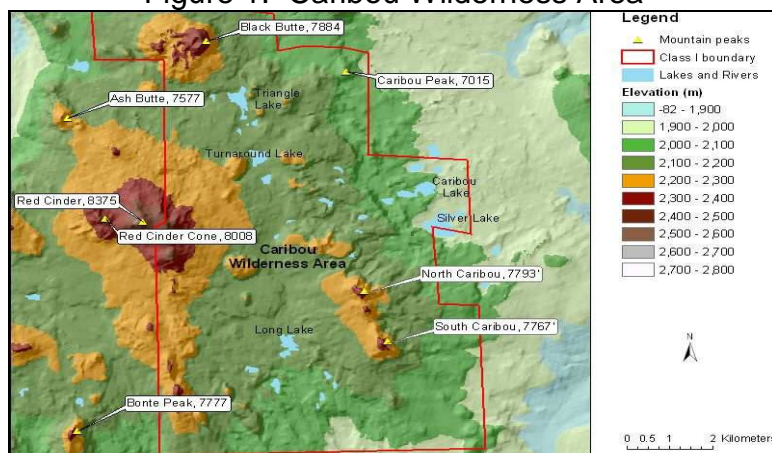 Figure 1. Caribou Wilderness Area
Black Butte, 7884
Caribou Peak, 7015
Triangle
Lake
Ash Butte, 7577
Turnaround Lake
Caribou
Lake
Red Cinder, 8375
Silver Lake
Red Cinder Cone, 8008
Caribou
Wilderness Area
North Caribou, 7793'
Long Lake
South Caribou, 7767'
Bonte Peak, 7777
Legend
Mountain peaks
Class I boundary
Lakes and Rivers
Elevation (m)
-82 - 1,900
1,900 - 2,000
2,000 - 2,100
2,100 - 2,200
2,200 - 2,300
2,300 - 2,400
2,400 - 2,500
2,500 - 2,600
2,600 - 2,700
2,700 - 2,800
N
0 0.5 1 2 Kilometers